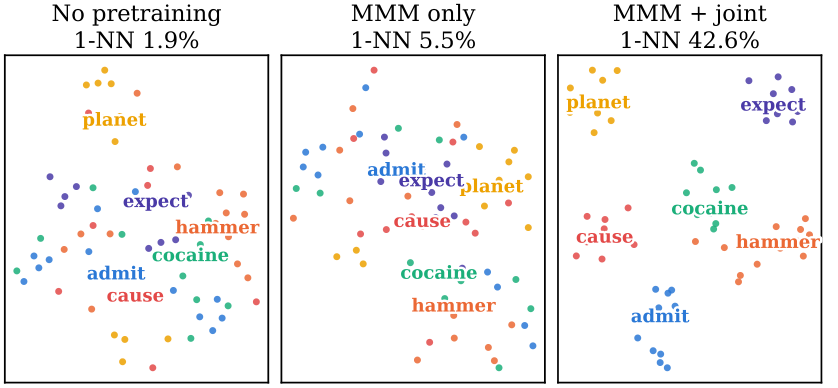 No pretraining
1-NN 1.9%
planet
expect
hammer
cocaine
admit
cause
MMM only
1-NN 5.5%
admit
expect
planet
cause
cocaine
hammer
MMM + joint
1-NN 42.6%
planet
expect
cocaine
cause
hammer
admit